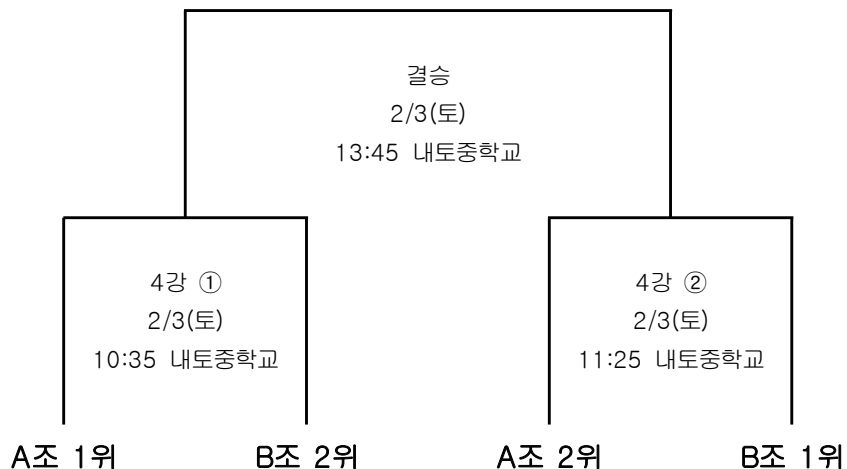 결승
2/3(토)
13:45 내토중학교
4강 ①
2/3(토)
10:35 내토중학교
4강 ②
2/3(토)
11:25 내토중학교
A조 1위
B조 2위
A조 2위
B조 1위